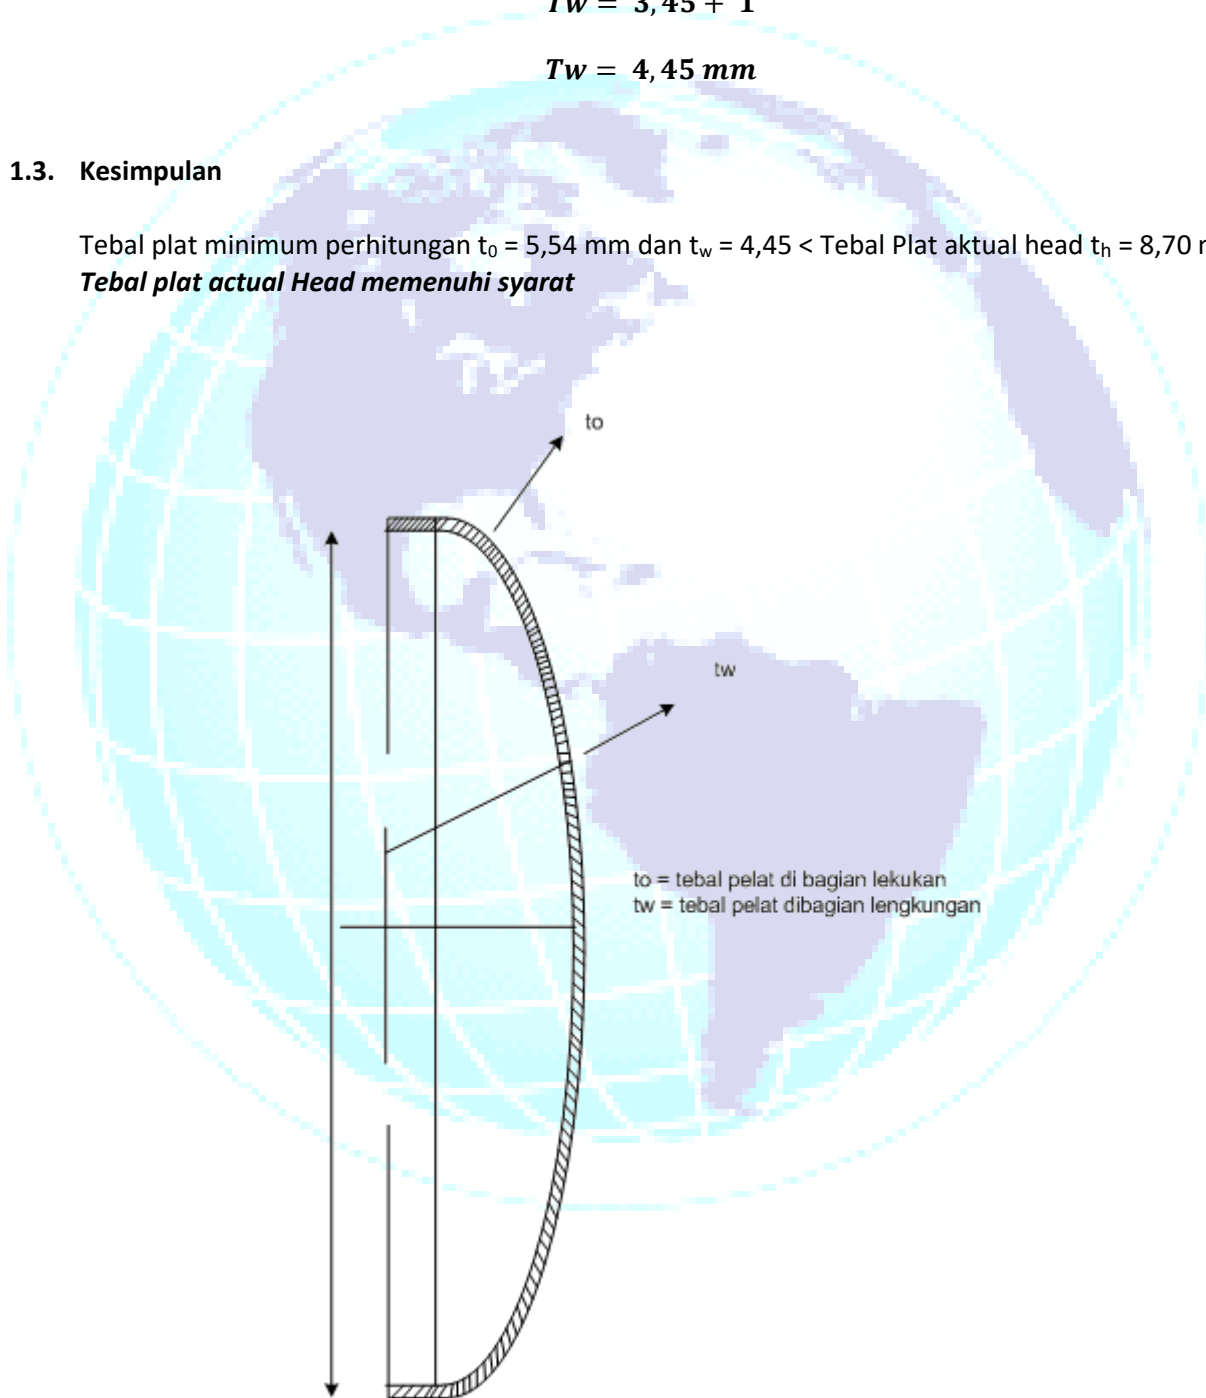 Tw = 3,45 + 1
Tw = 4,45 mm
1.3. Kesimpulan
Tebal plat minimum perhitungan t₀ = 5,54 mm dan tw = 4,45 < Tebal Plat aktual head th = 8,70
Tebal plat actual Head memenuhi syarat
to
tw
to = tebal pelat di bagian lekukan
tw = tebal pelat dibagian lengkungan